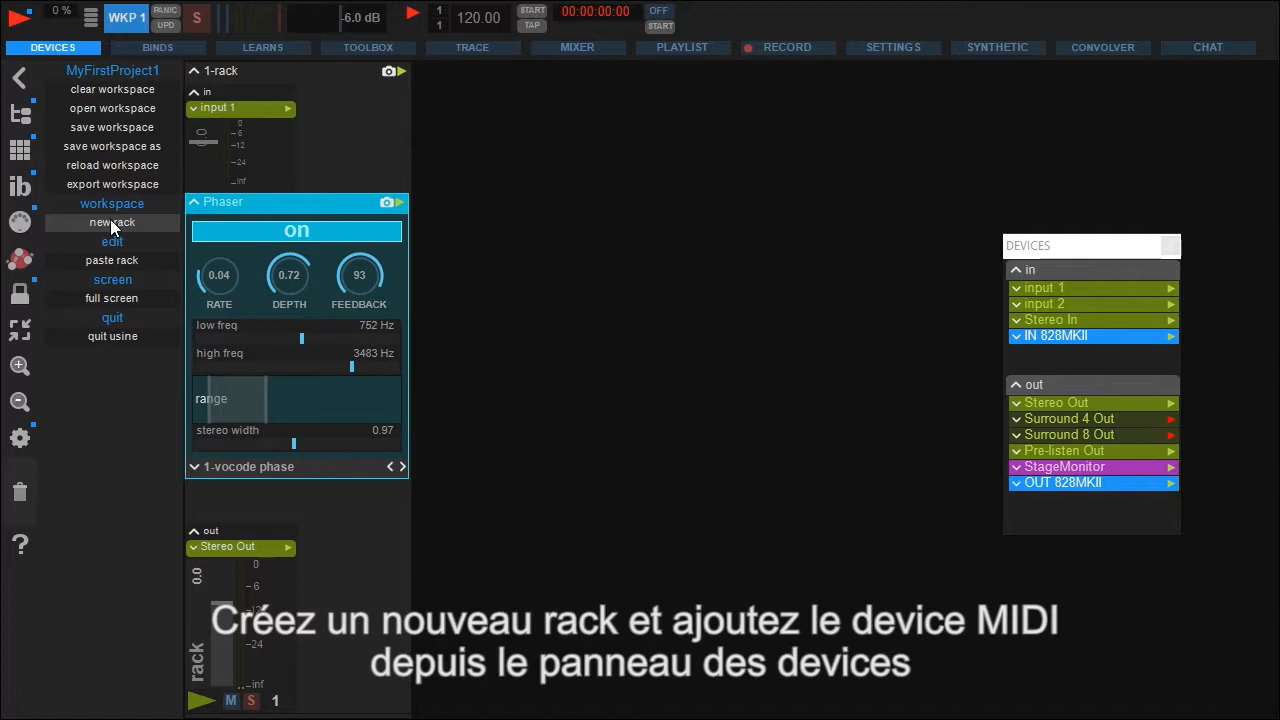 0 %
WKP 1
PANIC
UPD
S
-6.0 dB
1
1
120.00
START
TAP
00:00:00:00
OFF
START
DEVICES
BINDS
LEARNS
TOOLBOX
TRACE
MIXER
PLAYLIST
RECORD
SETTINGS
SYNTHETIC
CONVOLVER
CHAT
MyFirstProject1
clear workspace
open workspace
save workspace
save workspace as
reload workspace
export workspace
workspace
new rack
edit
paste rack
screen
full screen
quit
quit usine
ib
?
1-rack
in
input 1
0
-6
-12
-24
-inf
Phaser
on
0.04
0.72
93
RATE
DEPTH
FEEDBACK
low freq 752 Hz
high freq 3483 Hz
range
stereo width 0.97
1-vocode phase
out
Stereo Out
0.0
rack
0
-6
-24
-inf
M S 1
DEVICES
in
input 1
input 2
Stereo In
IN 828MKII
out
Stereo Out
Surround 4 Out
Surround 8 Out
Pre-listen Out
StageMonitor
OUT 828MKII
Créez un nouveau rack et ajoutez le device MIDI
depuis le panneau des devices